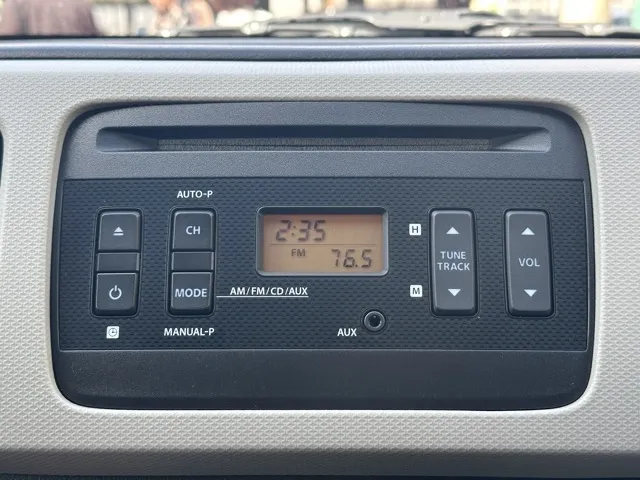 AUTO-P
CH
MODE
MANUAL-P
AM/FM/CD/AUX
2:35
FM
76.5
AUX
H
M
TUNE
TRACK
VOL